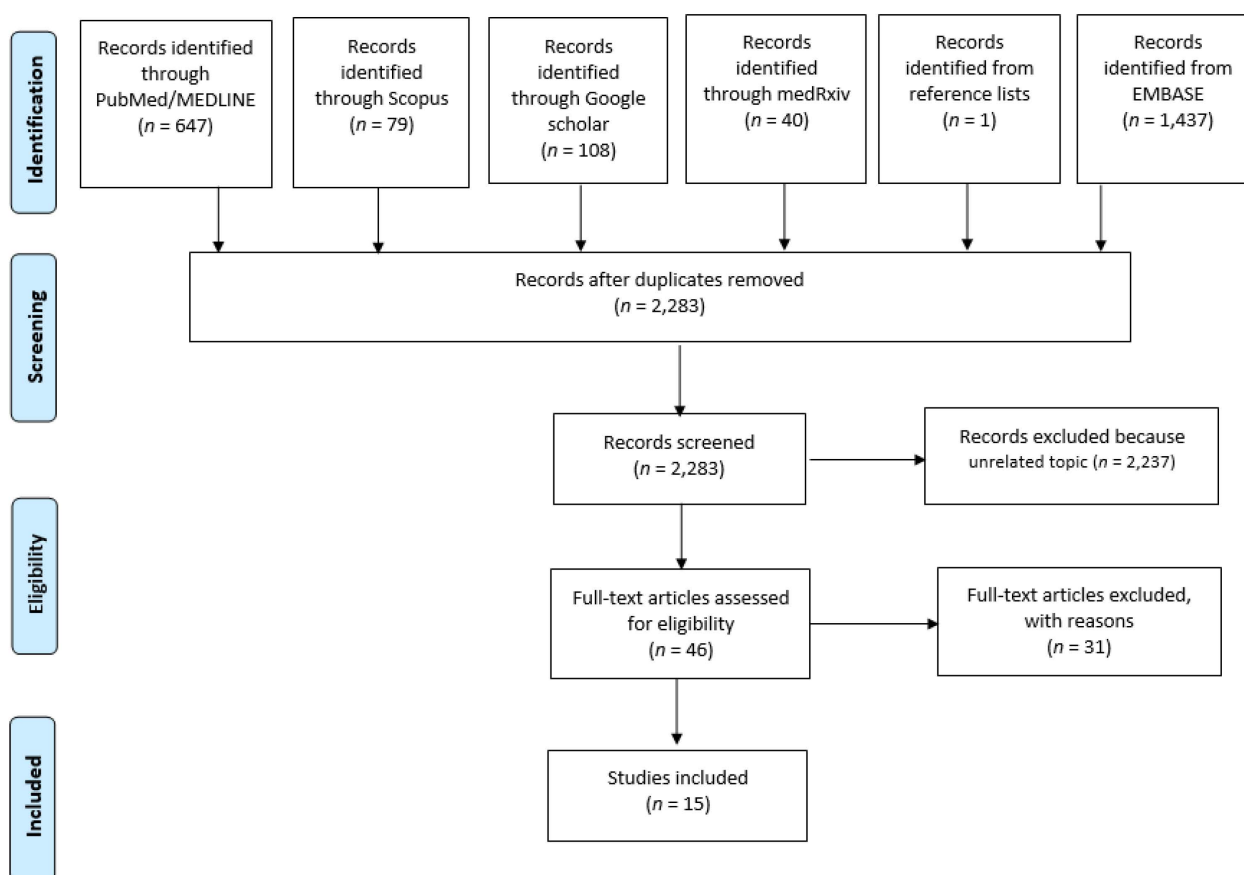 Identification
Records identified
through
PubMed/MEDLINE
(n = 647)
Records
identified
through Scopus
(n = 79)
Records
identified
through Google
scholar
(n = 108)
Records
identified
through medRxiv
(n = 40)
Records
identified from
reference lists
(n = 1)
Records
identified from
EMBASE
(n = 1,437)
Screening
Records after duplicates removed
(n = 2,283)
Records screened
(n = 2,283)
Records excluded because
unrelated topic (n = 2,237)
Eligibility
Full-text articles assessed
for eligibility
(n = 46)
Full-text articles excluded,
with reasons
(n = 31)
Included
Studies included
(n = 15)